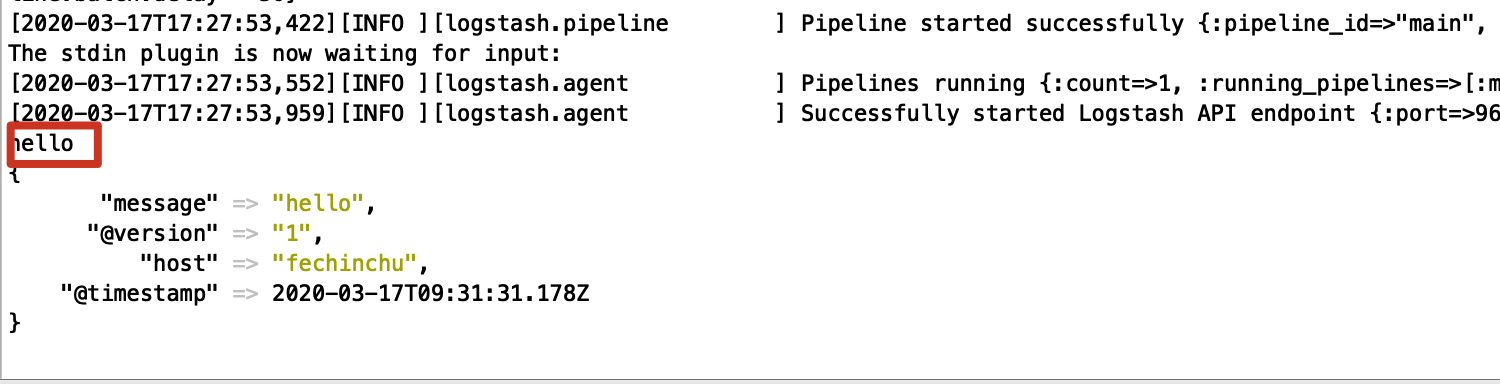 [2020-03-17T17:27:53,422][INFO ][logstash.pipeline        ] Pipeline started successfully {:pipeline_id=>"main",
The stdin plugin is now waiting for input:
[2020-03-17T17:27:53,552][INFO ][logstash.agent           ] Pipelines running {:count=>1, :running_pipelines=>[:m
[2020-03-17T17:27:53,959][INFO ][logstash.agent           ] Successfully started Logstash API endpoint {:port=>96
hello
{
       "message" => "hello",
      "@version" => "1",
          "host" => "fechinchu",
    "@timestamp" => 2020-03-17T09:31:31.178Z
}